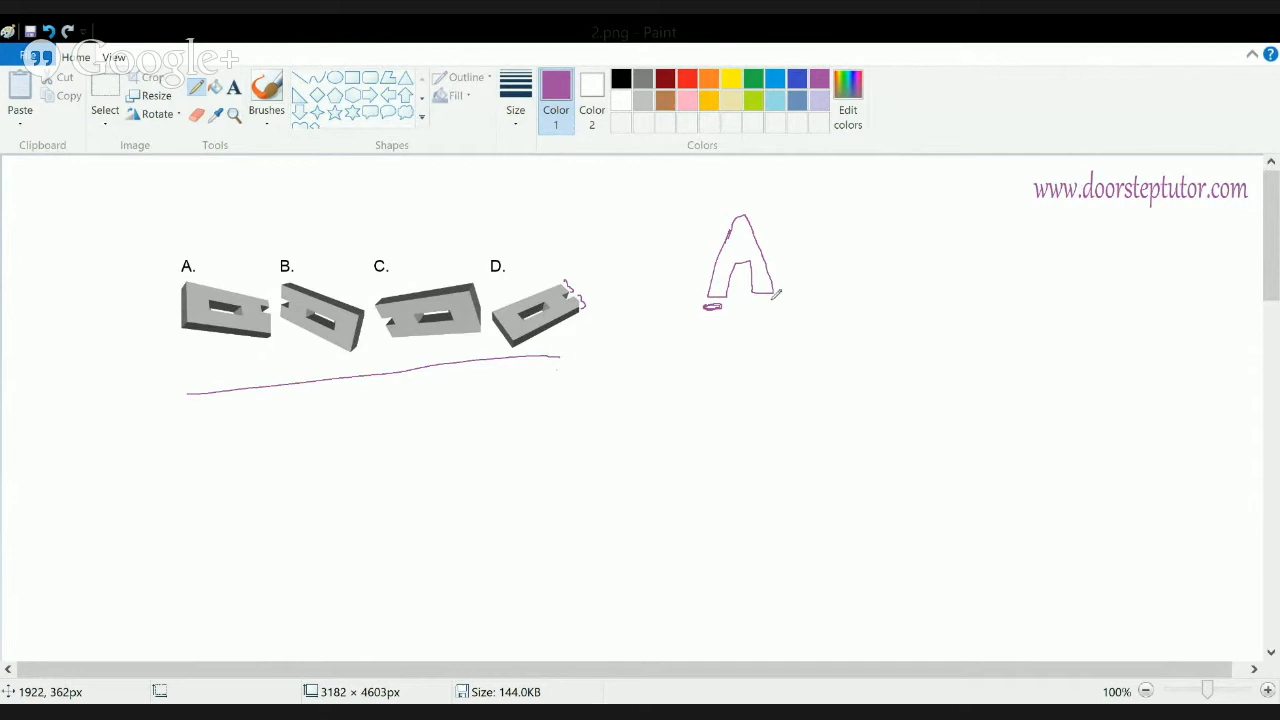 2.png - Paint
Google+
File Home View
Paste
Cut
Copy
Clipboard
Select
Crop
Resize
Rotate
Image
Tools
Brushes
Shapes
Outline
Fill
Size
Color 1
Color 2
Edit colors
Colors
www.doorsteptutor.com
A. B. C. D.
A
1922, 362px
3182 × 4603px
Size: 144.0KB
100%